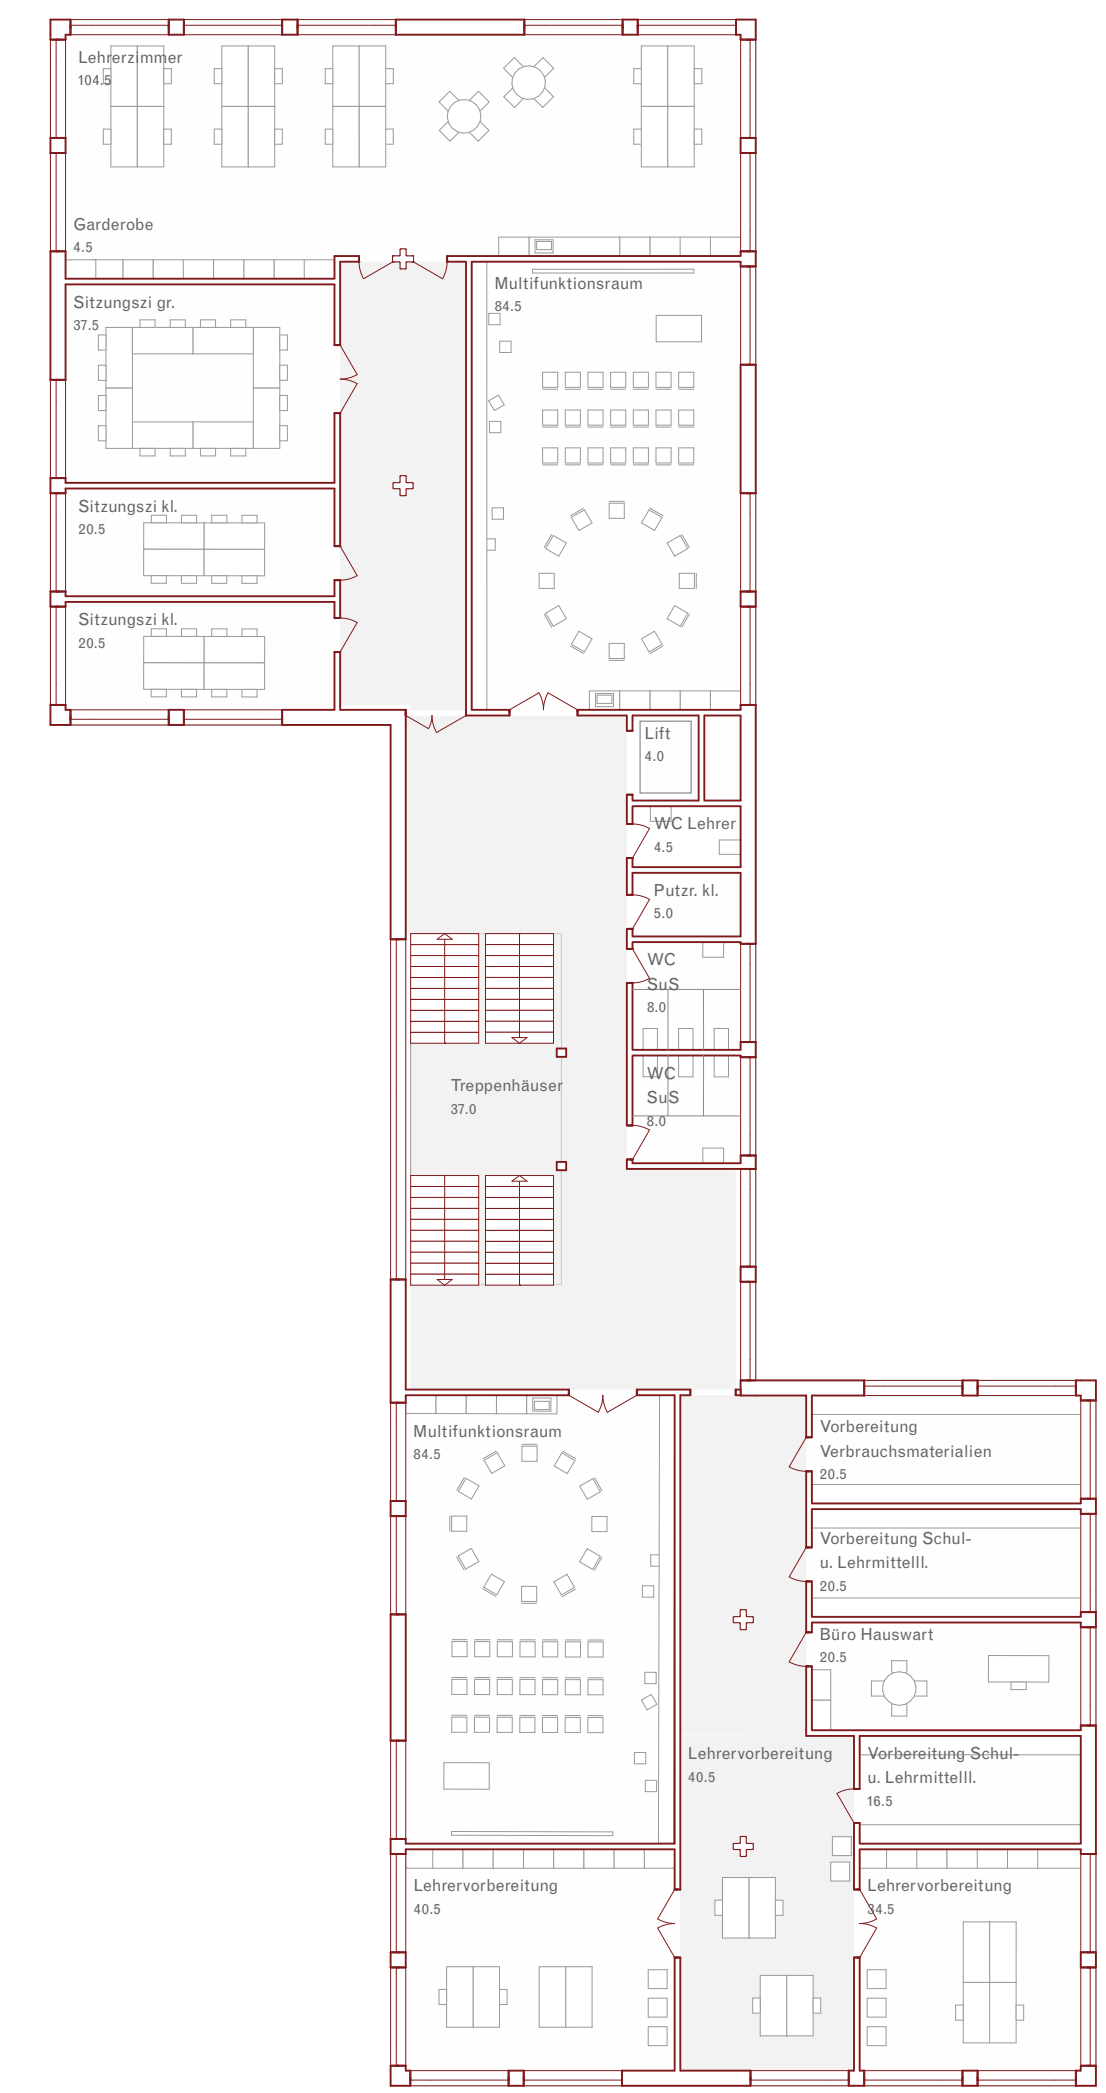 Lehrerzimmer
104.5
Garderobe
4.5
Sitzungszi gr.
37.5
Multifunktionsraum
84.5
Sitzungszi kl.
20.5
Sitzungszi kl.
20.5
Lift
4.0
WC Lehrer
4.5
Putzr. kl.
5.0
WC
SuS
8.0
WC
SuS
8.0
Treppenhäuser
37.0
Multifunktionsraum
84.5
Vorbereitung
Verbrauchsmaterialien
20.5
Vorbereitung Schul-
u. Lehrmittelll.
20.5
Büro Hauswart
20.5
Lehrervorbereitung
40.5
Vorbereitung Schul-
u. Lehrmittelll.
16.5
Lehrervorbereitung
40.5
Lehrervorbereitung
34.5